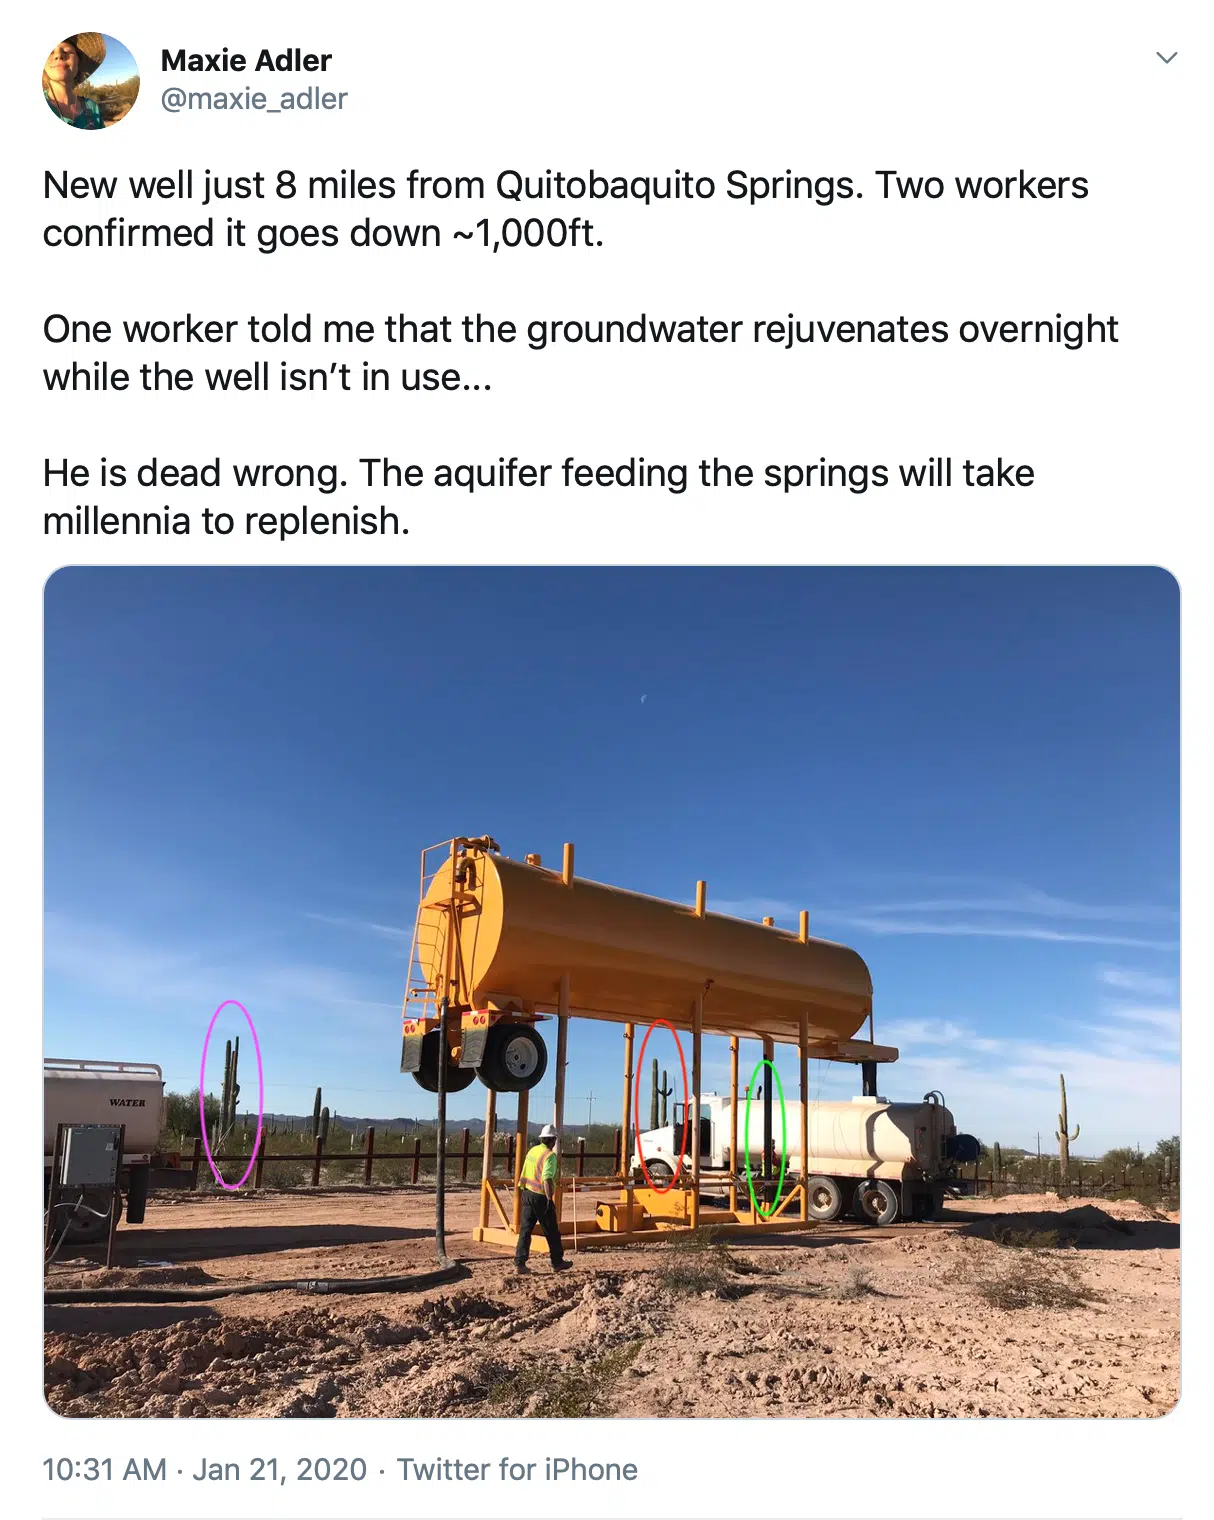 Maxie Adler
@maxie_adler
New well just 8 miles from Quitobaquito Springs. Two workers
confirmed it goes down ~1,000ft.
One worker told me that the groundwater rejuvenates overnight
while the well isn’t in use...
He is dead wrong. The aquifer feeding the springs will take
millennia to replenish.
WATER
10:31 AM · Jan 21, 2020 · Twitter for iPhone